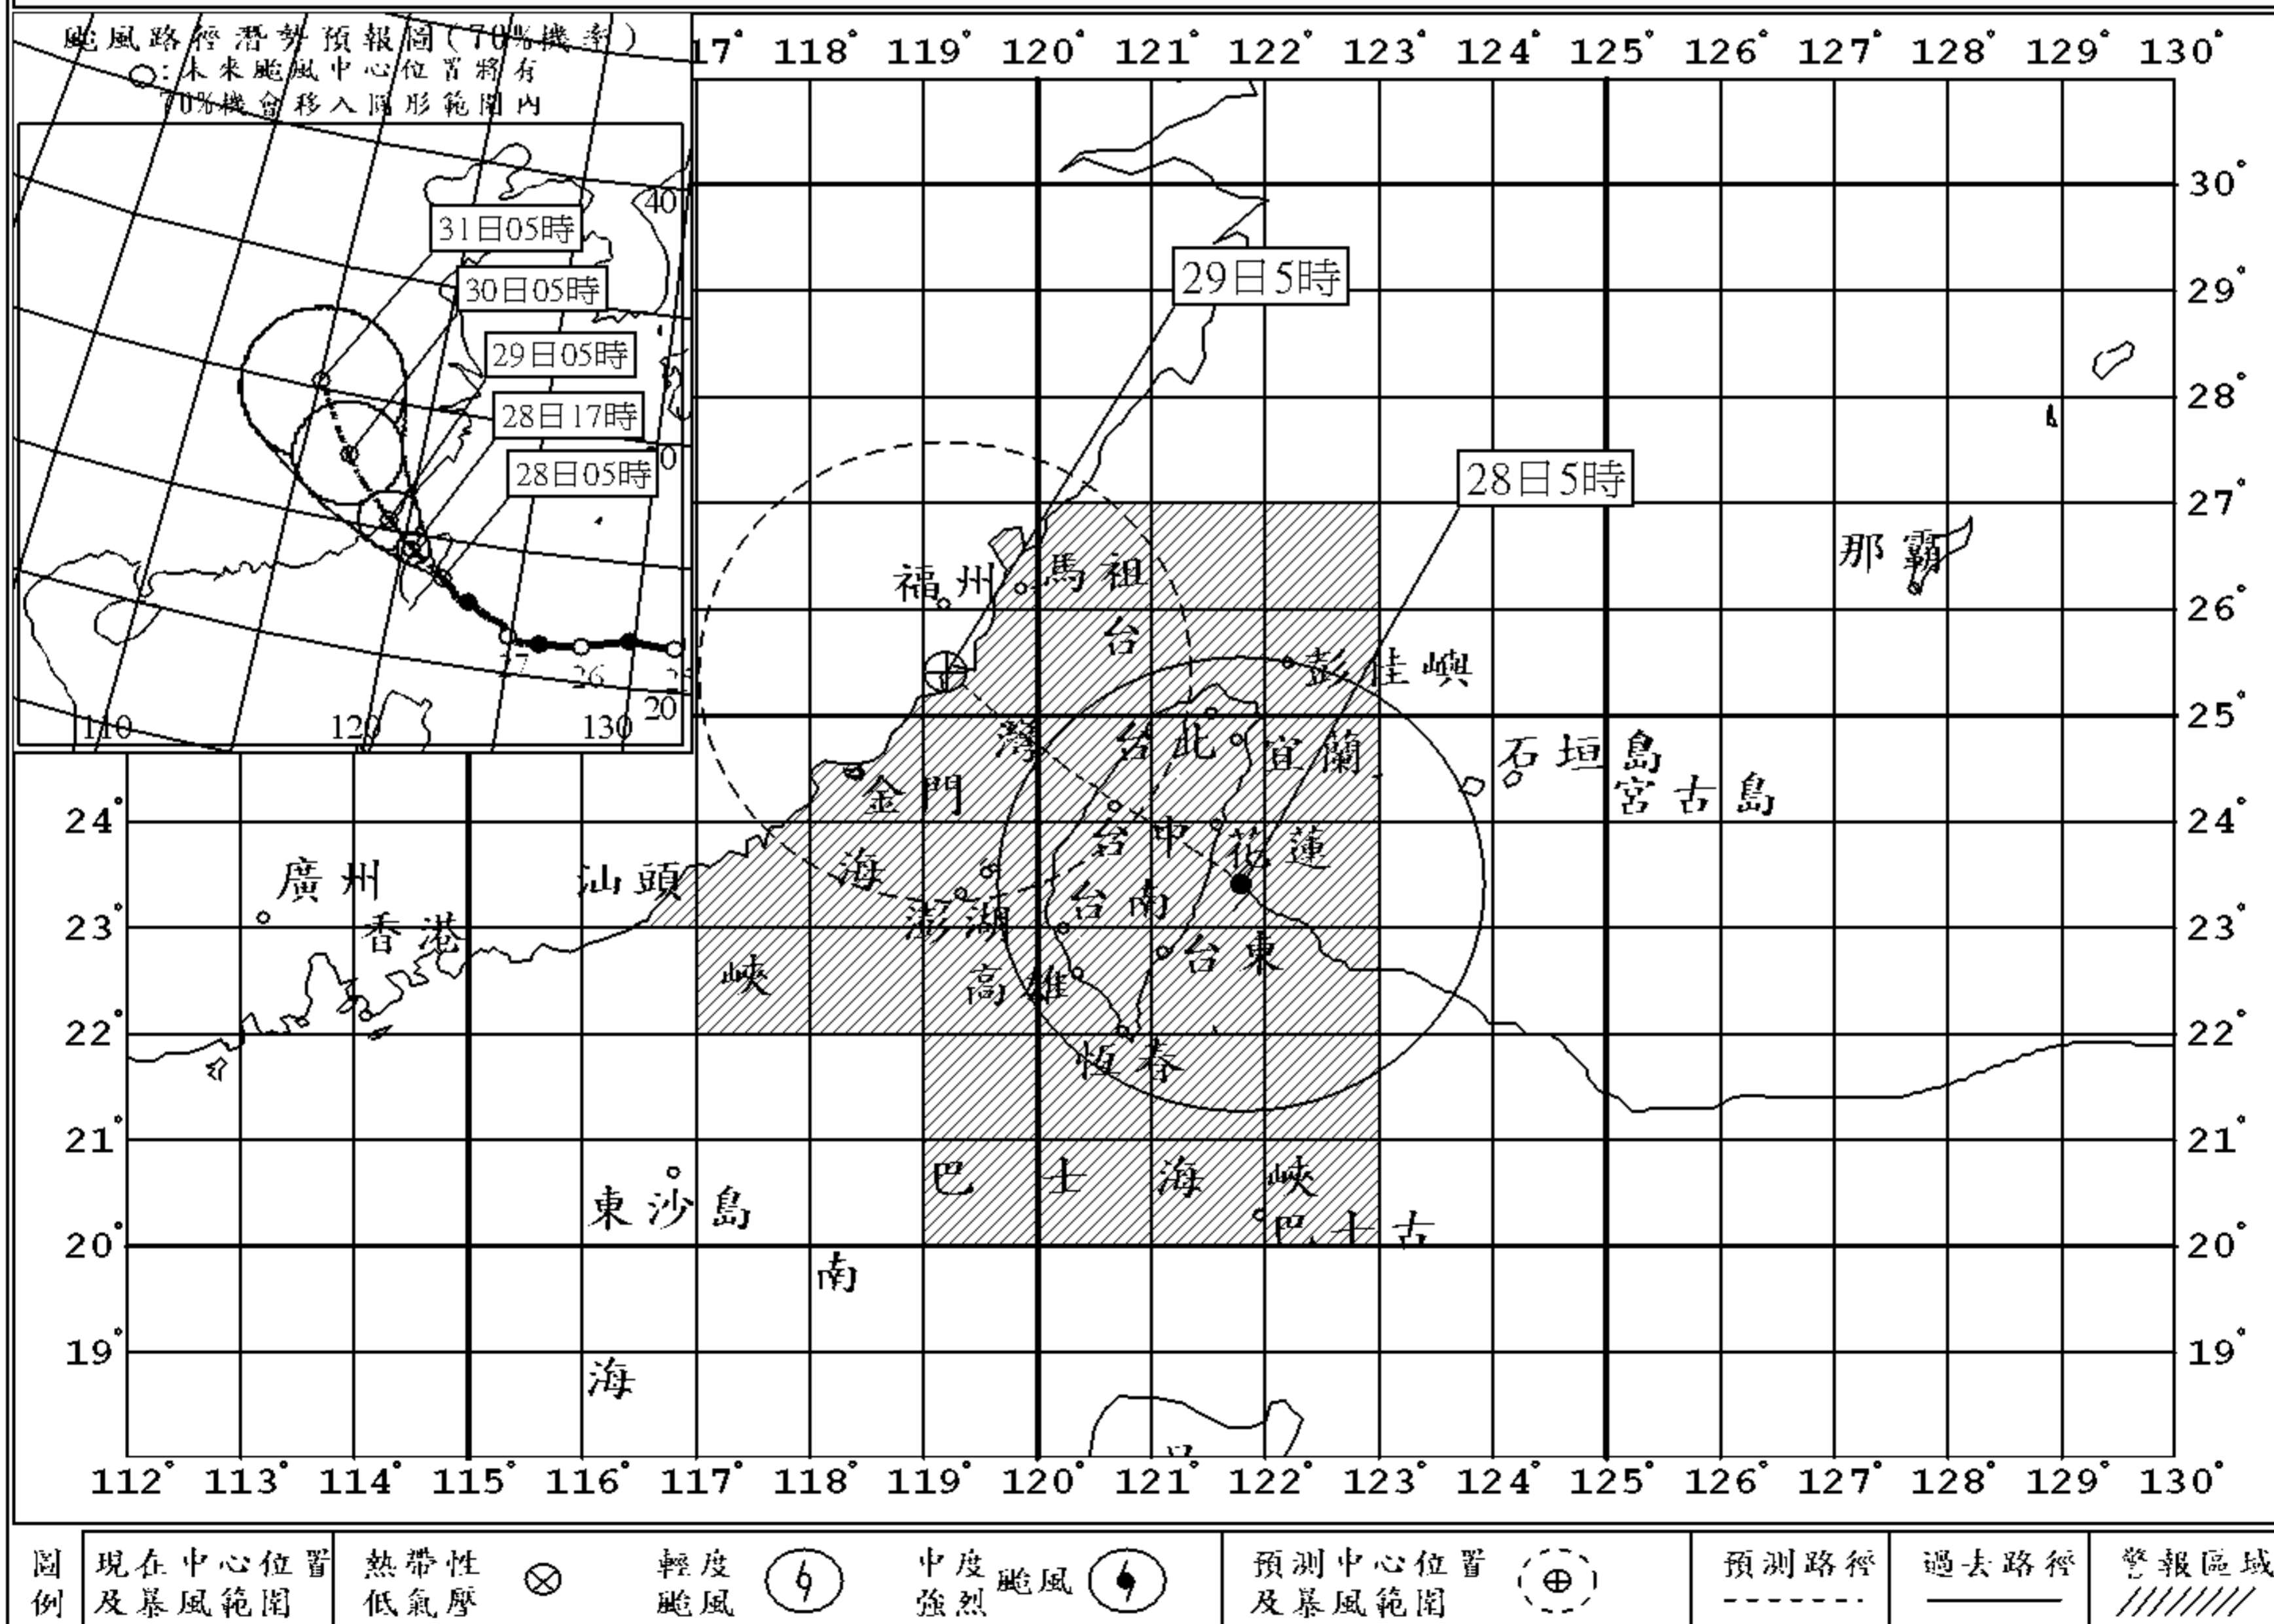 颱風路徑潛勢預報圖(70%機率)
○:未來颱風中心位置將有
70%機會移入圓形範圍內
17° 118° 119° 120° 121° 122° 123° 124° 125° 126° 127° 128° 129° 130°
31日05時
30日05時
29日05時
28日17時
28日05時
40
20
110 120 130
27 26
29日5時
28日5時
30°
29°
28°
27°
26°
25°
24° 24°
23° 23°
22° 22°
21° 21°
20° 20°
19° 19°
那霸
福州 馬祖
台
彭佳嶼
灣 台北 宜蘭
石垣島
宮古島
金門
台中 花蓮
海
廣州 汕頭
台南
香港
澎湖
台東
峽 高雄
恆春
巴士海峽
東沙島
巴士古
南
海
呂
112° 113° 114° 115° 116° 117° 118° 119° 120° 121° 122° 123° 124° 125° 126° 127° 128° 129° 130°
圖例
現在中心位置
及暴風範圍
熱帶性
低氣壓
輕度
颱風
中度
強烈 颱風
預測中心位置
及暴風範圍
預測路徑
過去路徑
警報區域